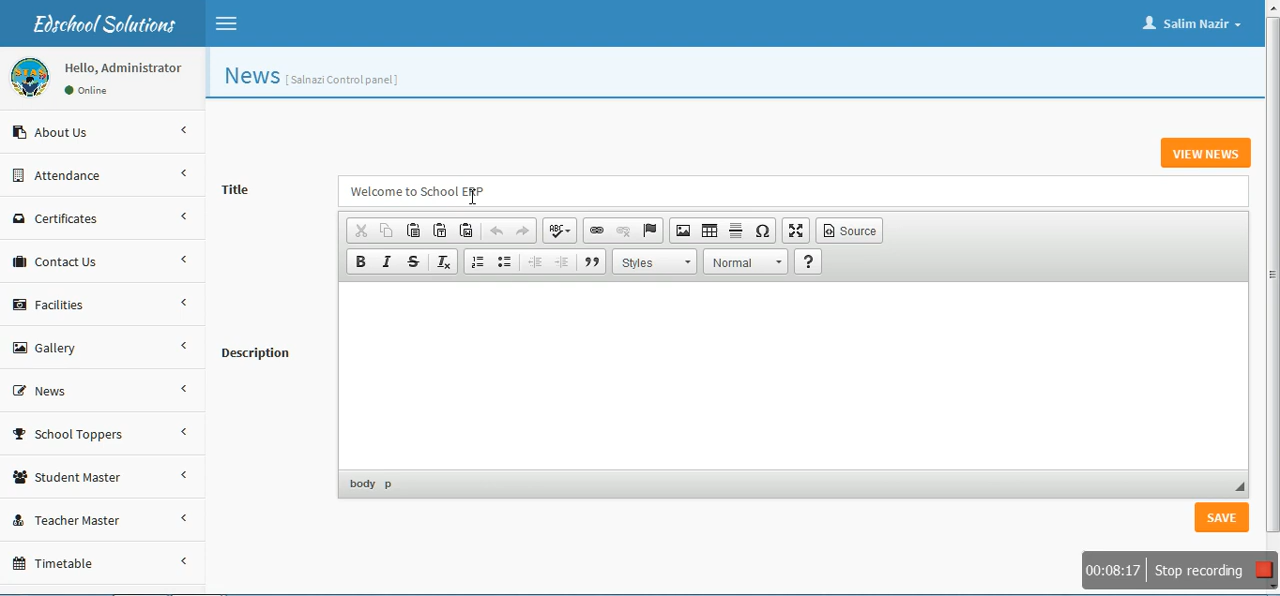 Edschool Solutions
Salim Nazir
Hello, Administrator
Online
News [ Salnazi Control panel ]
About Us
Attendance
Certificates
Contact Us
Facilities
Gallery
News
School Toppers
Student Master
Teacher Master
Timetable
VIEW NEWS
Title
Welcome to School ERP
ABC
Ω
Source
B I S Tx
Styles
Normal
?
Description
body p
SAVE
00:08:17
Stop recording